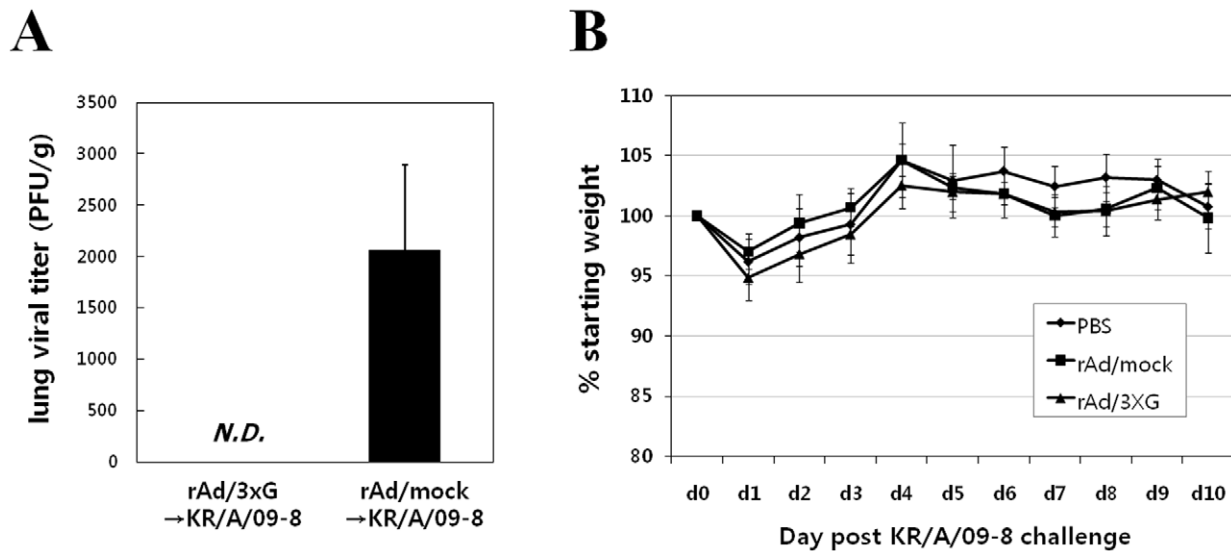 A
lung viral titer (PFU/g)
3500
3000
2500
2000
1500
1000
500
0
N.D.
rAd/3xG
→KR/A/09-8
rAd/mock
→KR/A/09-8
B
% starting weight
110
105
100
95
90
85
80
PBS
rAd/mock
rAd/3XG
d0 d1 d2 d3 d4 d5 d6 d7 d8 d9 d10
Day post KR/A/09-8 challenge